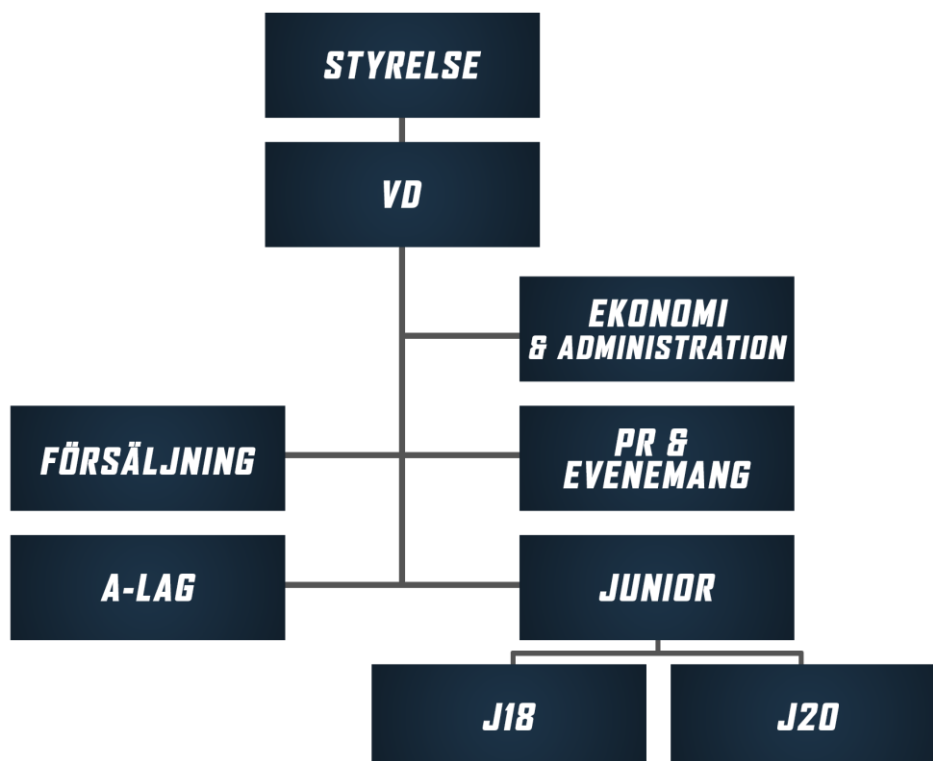 STYRELSE
VD
EKONOMI
& ADMINISTRATION
FÖRSÄLJNING
PR &
EVENEMANG
A-LAG
JUNIOR
J18
J20